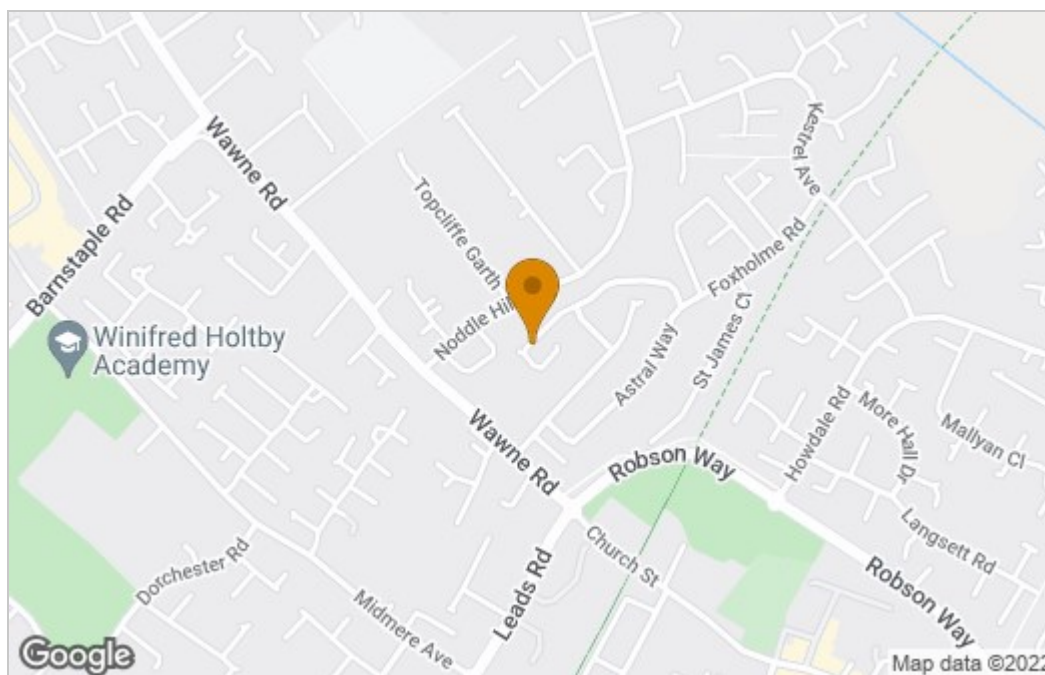 Wawne Rd
Barnstaple Rd
Topcliffe Garth
Noddle Hil
Kestrel Ave
Foxholme Rd
St James Cl
Astral Way
Winifred Holtby
Academy
Wawne Rd
Robson Way
Howdale Rd
More Hall Dr
Mallyan Cl
Langsett Rd
Church St
Dorchester Rd
Midmere Ave
Leads Rd
Robson Way
Google
Map data ©2022